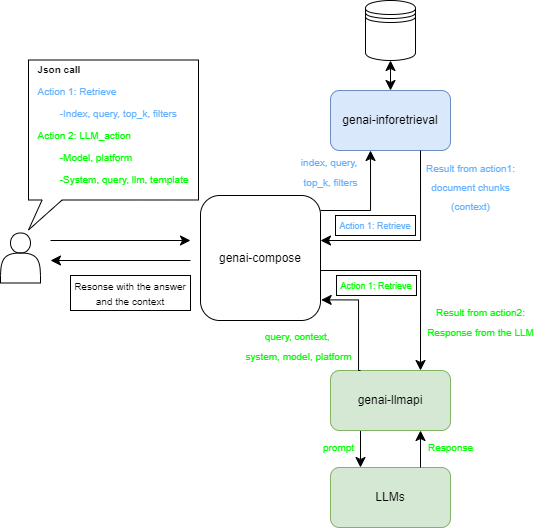 Json call
Action 1: Retrieve
-Index, query, top_k, filters
Action 2: LLM_action
-Model, platform
-System, query, llm, template
genai-inforetrieval
index, query,
top_k, filters
Result from action1:
document chunks
(context)
Action 1: Retrieve
genai-compose
Resonse with the answer
and the context
Action 1: Retrieve
Result from action2:
Response from the LLM
query, context,
system, model, platform
genai-llmapi
prompt
Response
LLMs